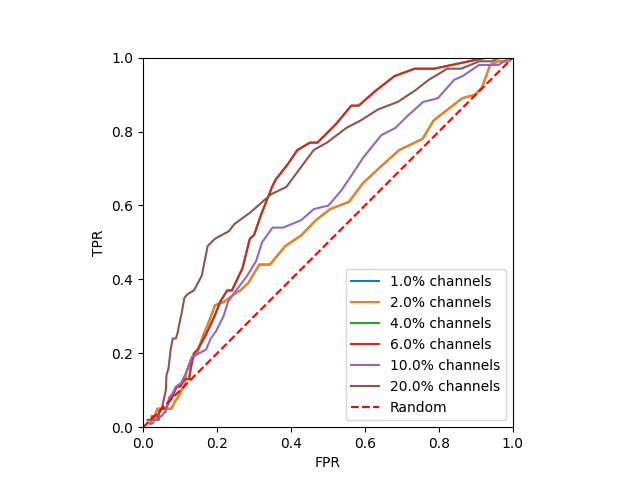 1.0
0.8
0.6
0.4
0.2
0.0
TPR
0.0 0.2 0.4 0.6 0.8 1.0
FPR
1.0% channels
2.0% channels
4.0% channels
6.0% channels
10.0% channels
20.0% channels
Random